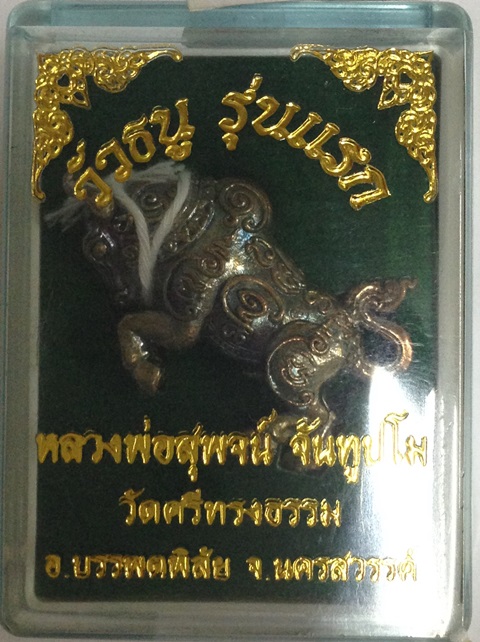 วัวธนู รุ่นแรก
หลวงพ่อสุพจน์ จันทูปโม
วัดศรีทรงธรรม
อ.บรรพตพิสัย จ.นครสวรรค์